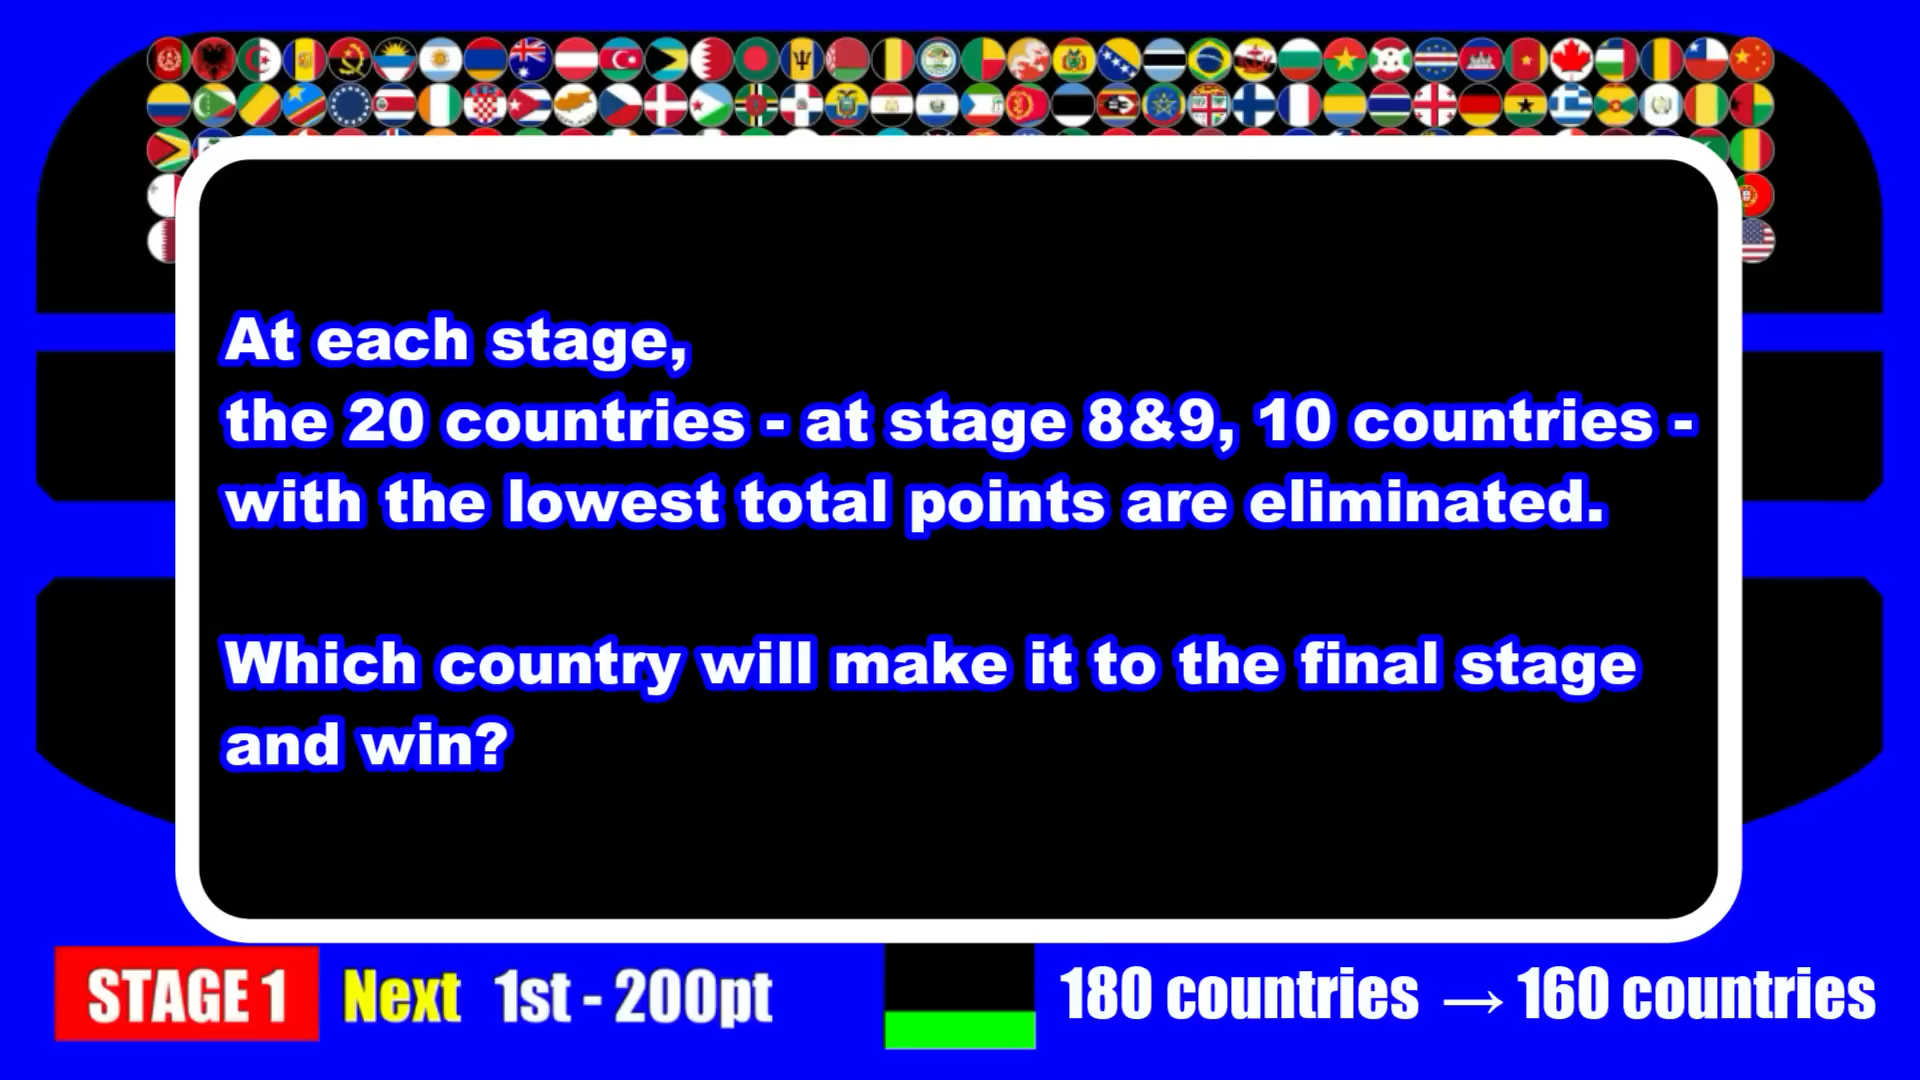 At each stage,
the 20 countries - at stage 8&9, 10 countries -
with the lowest total points are eliminated.
Which country will make it to the final stage
and win?
STAGE 1 Next 1st - 200pt 180 countries → 160 countries